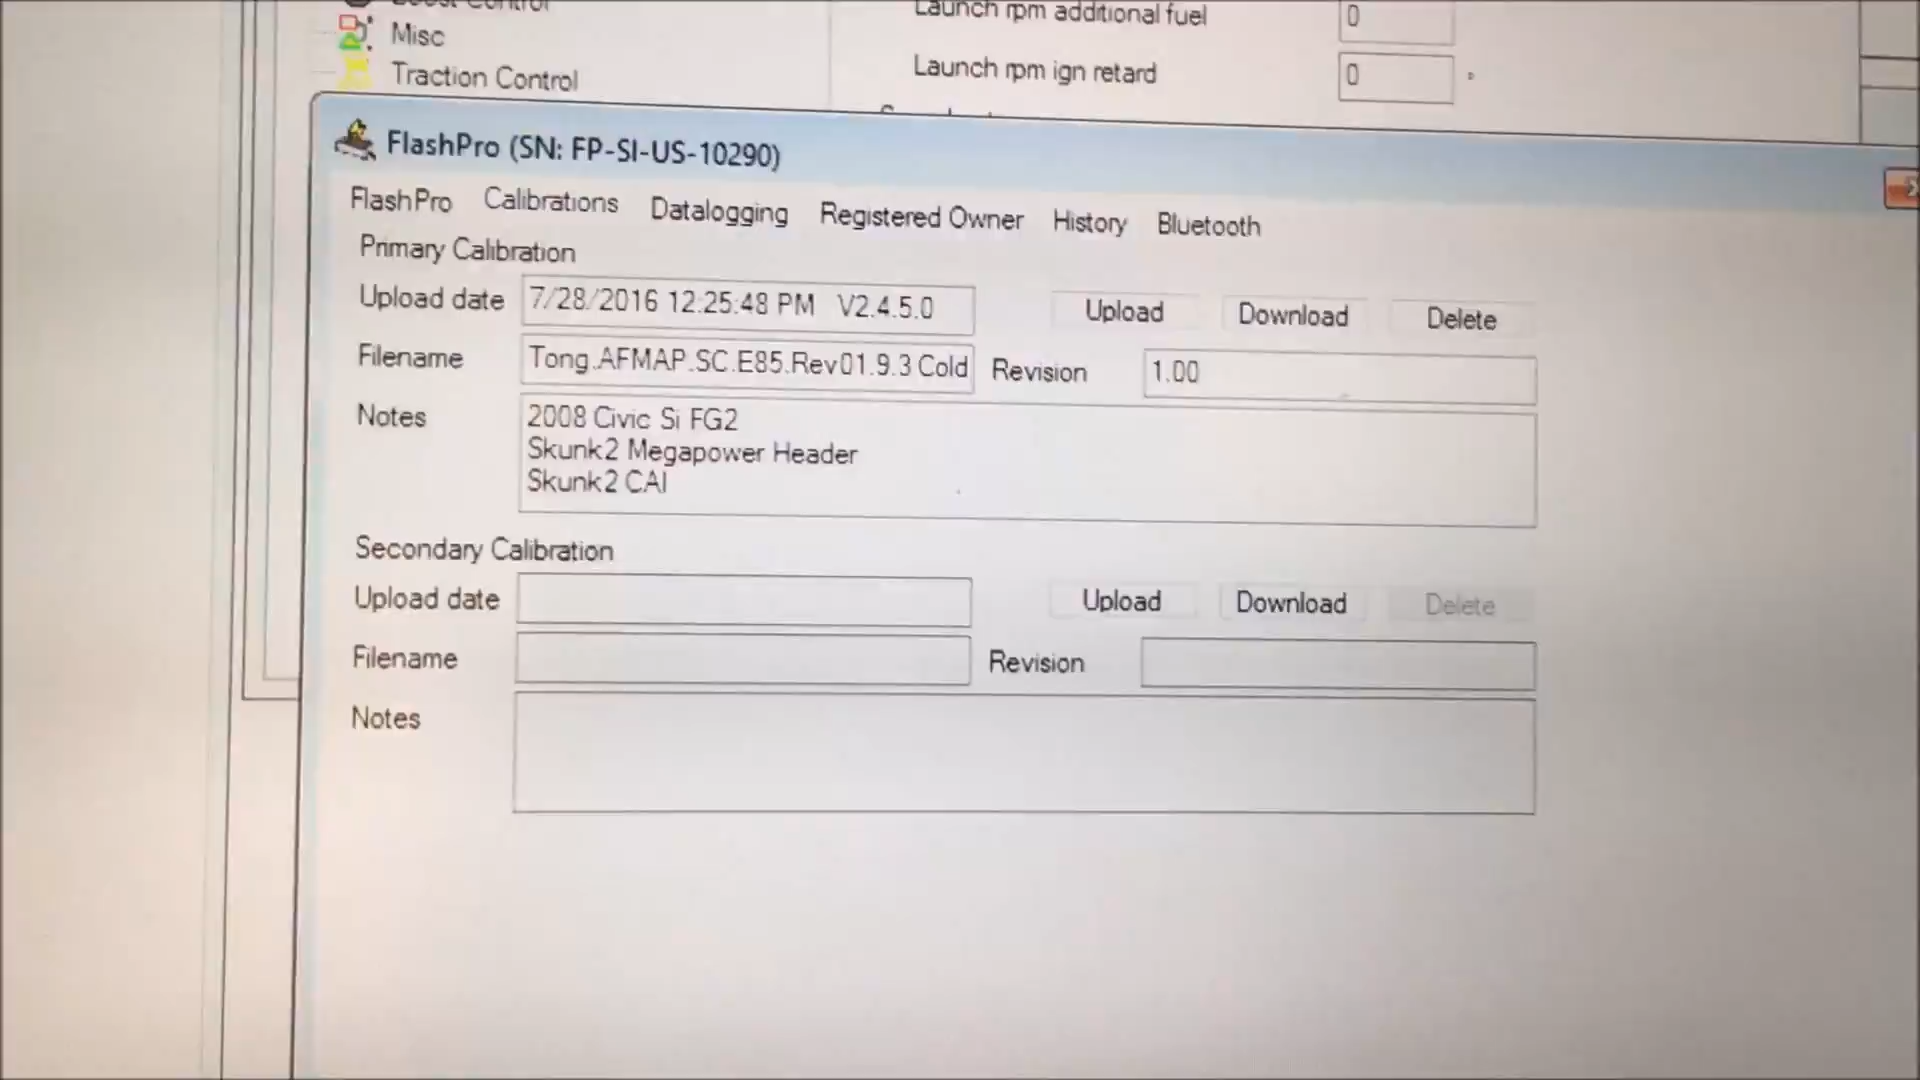 Misc
Traction Control
Launch rpm additional fuel 0
Launch rpm ign retard 0 °
FlashPro (SN: FP-SI-US-10290)
FlashPro Calibrations Datalogging Registered Owner History Bluetooth
Primary Calibration
Upload date 7/28/2016 12:25:48 PM V2.4.5.0 Upload Download Delete
Filename Tong.AFMAP.SC.E85.Rev01.9.3 Cold Revision 1.00
Notes 2008 Civic Si FG2
Skunk2 Megapower Header
Skunk2 CAI
Secondary Calibration
Upload date Upload Download Delete
Filename Revision
Notes